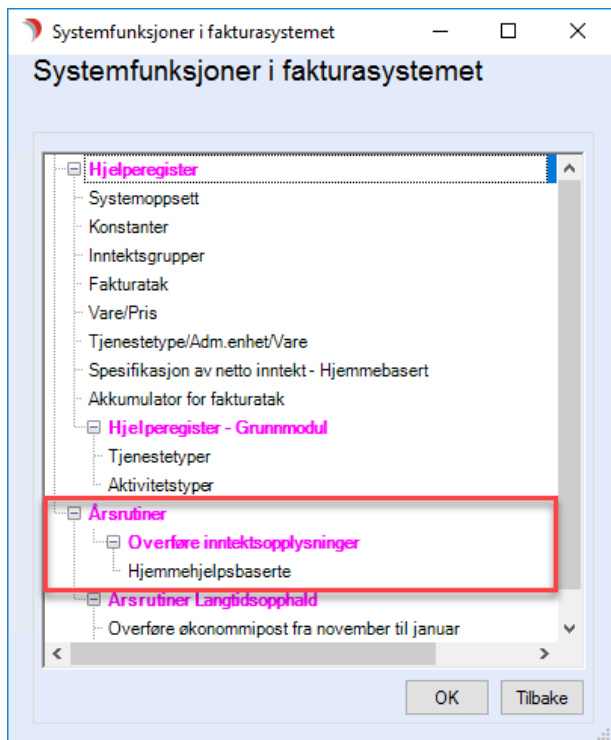 Systemfunksjoner i fakturasystemet
Systemfunksjoner i fakturasystemet
Hjelperegister
Systemoppsett
Konstanter
Inntektsgrupper
Fakturatak
Vare/Pris
Tjenestetype/Adm.enhet/Vare
Spesifikasjon av netto inntekt - Hjemmebasert
Akkumulator for fakturatak
Hjelperegister - Grunnmodul
Tjenestetyper
Aktivitetstyper
Årsrutiner
Overføre inntektsopplysninger
Hjemmehjelpsbaserte
Årsrutiner Langtidsopphald
Overføre økonommipost fra november til januar
OK
Tilbake